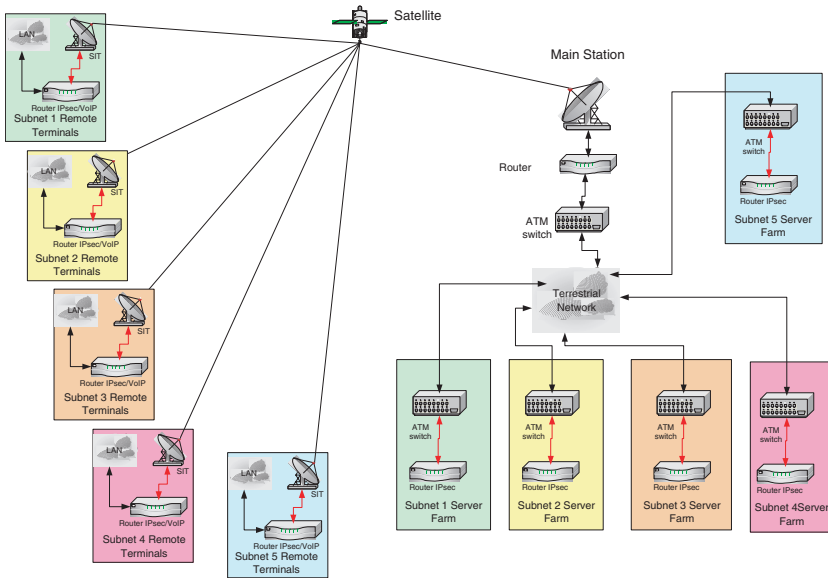 Satellite
LAN
SIT
Router IPsec/VoIP
Subnet 1 Remote
Terminals
LAN
SIT
Router IPsec/VoIP
Subnet 2 Remote
Terminals
LAN
SIT
Router IPsec/VoIP
Subnet 3 Remote
Terminals
LAN
SIT
Router IPsec/VoIP
Subnet 4 Remote
Terminals
LAN
SIT
Router IPsec/VoIP
Subnet 5 Remote
Terminals
Main Station
Router
ATM
switch
Terrestrial
Network
ATM
switch
Router IPsec
Subnet 5 Server
Farm
ATM
switch
Router IPsec
Subnet 1 Server
Farm
ATM
switch
Router IPsec
Subnet 2 Server
Farm
ATM
switch
Router IPsec
Subnet 3 Server
Farm
ATM
switch
Router IPsec
Subnet 4Server
Farm